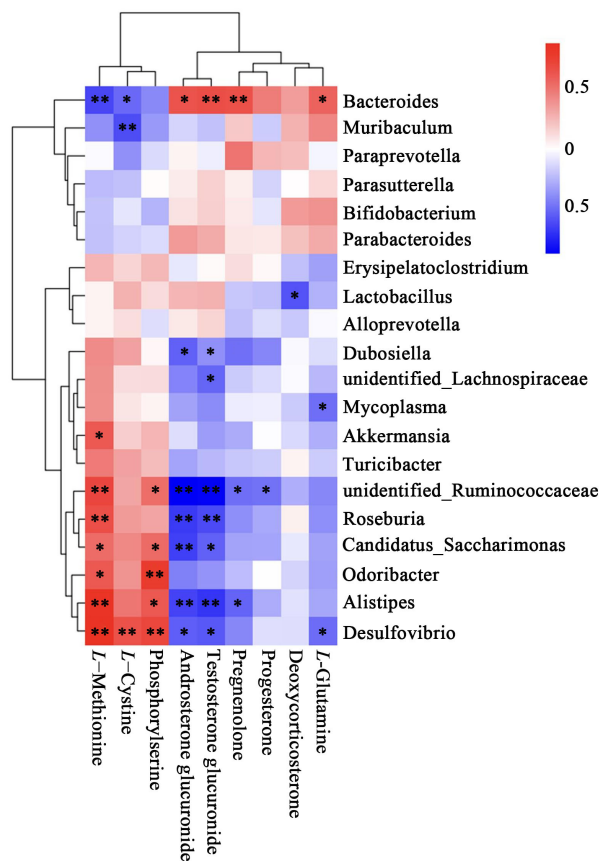 0.5
0
0.5
** * * ** ** * Bacteroides
** Muribaculum
Paraprevotella
Parasutterella
Bifidobacterium
Parabacteroides
Erysipelatoclostridium
* Lactobacillus
Alloprevotella
* * Dubosiella
* unidentified_Lachnospiraceae
* Mycoplasma
* Akkermansia
Turicibacter
** * ** ** * * unidentified_Ruminococcaceae
** ** ** Roseburia
* * ** * Candidatus_Saccharimonas
* ** Odoribacter
** * ** ** * Alistipes
** ** ** * * * Desulfovibrio
L−Methionine
L−Cystine
Phosphorylserine
Androsterone glucuronide
Testosterone glucuronide
Pregnenolone
Progesterone
Deoxycorticosterone
L-Glutamine